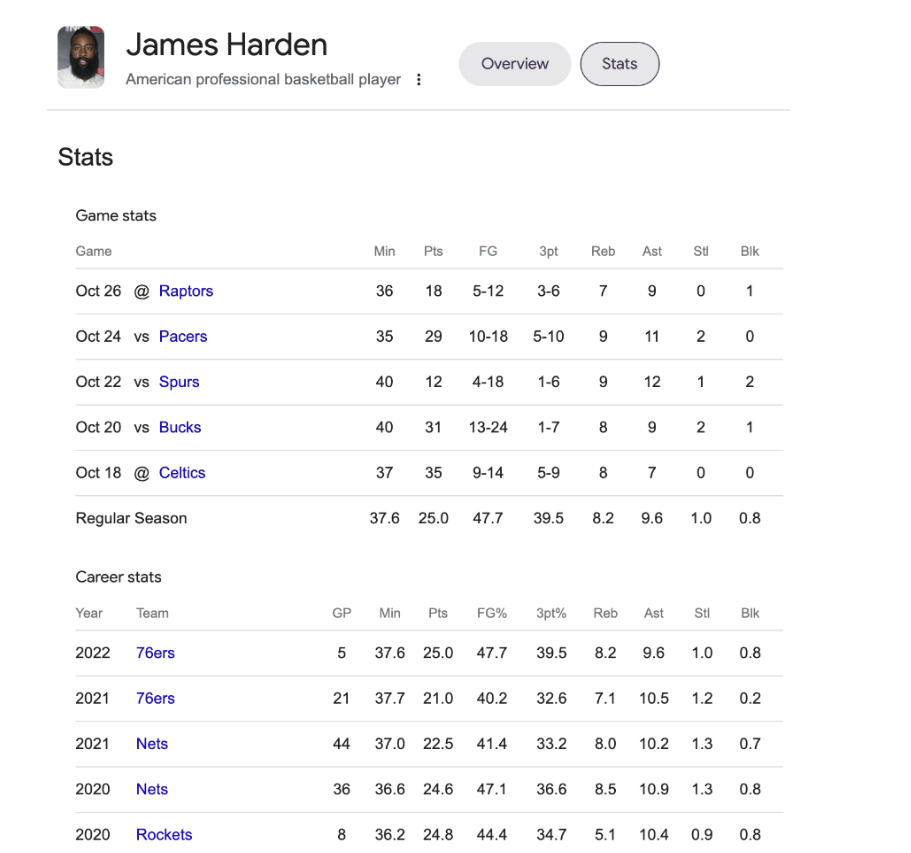 James Harden
American professional basketball player
Overview
Stats
Stats
Game stats
Game Min Pts FG 3pt Reb Ast Stl Blk
Oct 26 @ Raptors 36 18 5-12 3-6 7 9 0 1
Oct 24 vs Pacers 35 29 10-18 5-10 9 11 2 0
Oct 22 vs Spurs 40 12 4-18 1-6 9 12 1 2
Oct 20 vs Bucks 40 31 13-24 1-7 8 9 2 1
Oct 18 @ Celtics 37 35 9-14 5-9 8 7 0 0
Regular Season 37.6 25.0 47.7 39.5 8.2 9.6 1.0 0.8
Career stats
Year Team GP Min Pts FG% 3pt% Reb Ast Stl Blk
2022 76ers 5 37.6 25.0 47.7 39.5 8.2 9.6 1.0 0.8
2021 76ers 21 37.7 21.0 40.2 32.6 7.1 10.5 1.2 0.2
2021 Nets 44 37.0 22.5 41.4 33.2 8.0 10.2 1.3 0.7
2020 Nets 36 36.6 24.6 47.1 36.6 8.5 10.9 1.3 0.8
2020 Rockets 8 36.2 24.8 44.4 34.7 5.1 10.4 0.9 0.8